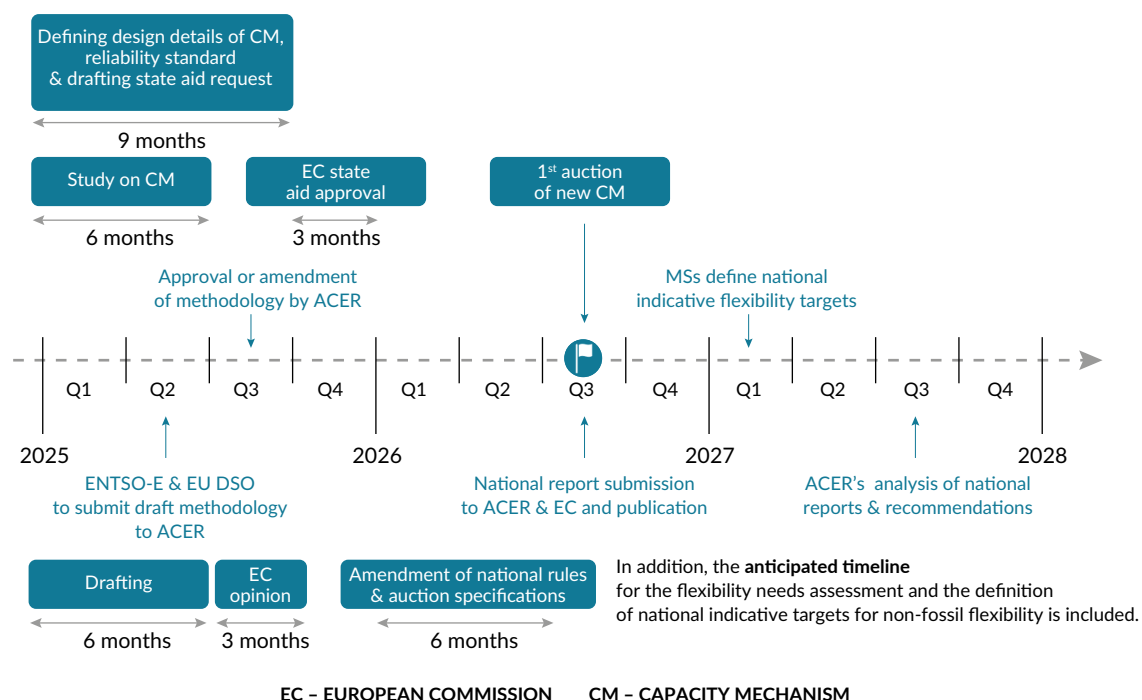 Defining design details of CM,
reliability standard
& drafting state aid request
9 months
Study on CM
EC state
aid approval
1st auction
of new CM
6 months
3 months
Approval or amendment
of methodology by ACER
MSs define national
indicative flexibility targets
Q1 Q2 Q3 Q4 Q1 Q2 Q3 Q4 Q1 Q2 Q3 Q4
2025 2026 2027 2028
ENTSO-E & EU DSO
to submit draft methodology
to ACER
National report submission
to ACER & EC and publication
ACER's analysis of national
reports & recommendations
Drafting
EC
opinion
Amendment of national rules
& auction specifications
6 months
3 months
6 months
In addition, the anticipated timeline
for the flexibility needs assessment and the definition
of national indicative targets for non-fossil flexibility is included.
EC – EUROPEAN COMMISSION CM – CAPACITY MECHANISM